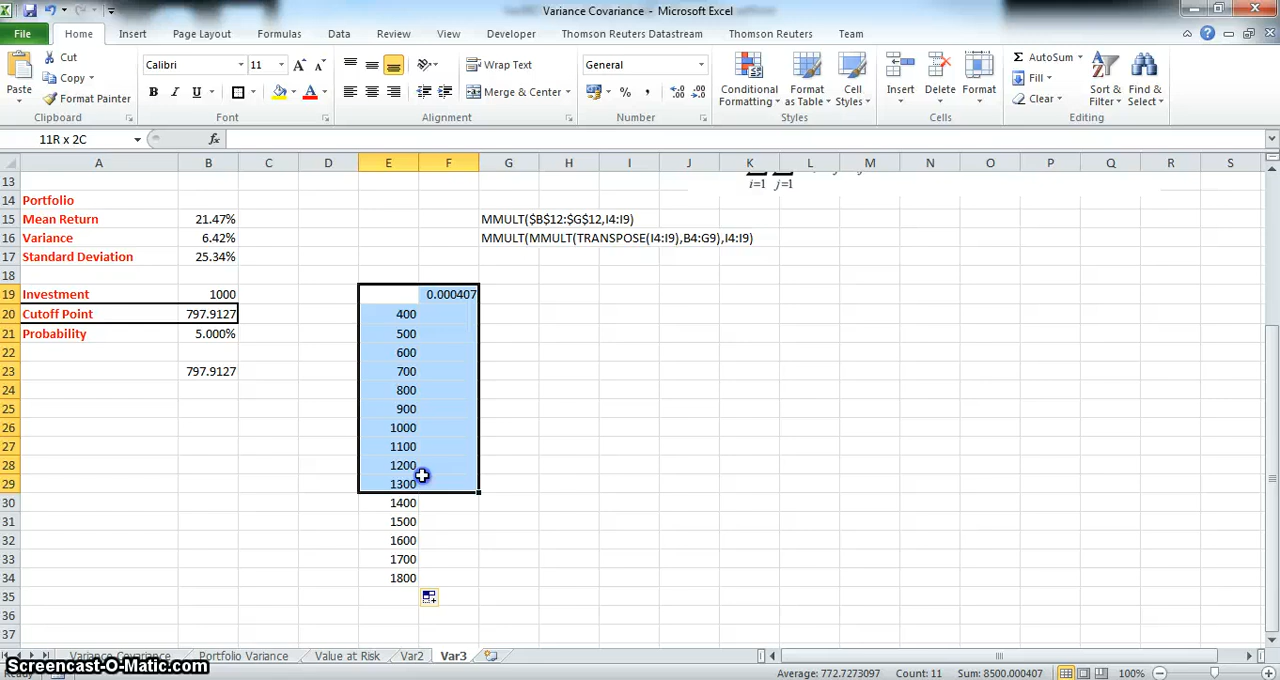 Variance Covariance - Microsoft Excel
File Home Insert Page Layout Formulas Data Review View Developer Thomson Reuters Datastream Thomson Reuters Team
Paste Cut Copy Format Painter Clipboard
Calibri 11 A A B I U A Font
Wrap Text Merge & Center Alignment
General % , Number
Conditional Formatting Format as Table Cell Styles Styles
Insert Delete Format Cells
Σ AutoSum Fill Clear Sort & Filter Find & Select Editing
11R x 2C fx
A B C D E F G H I J K L M N O P Q R S
13 i=1 j=1
14 Portfolio
15 Mean Return 21.47% MMULT($B$12:$G$12,I4:I9)
16 Variance 6.42% MMULT(MMULT(TRANSPOSE(I4:I9),B4:G9),I4:I9)
17 Standard Deviation 25.34%
18
19 Investment 1000 0.000407
20 Cutoff Point 797.9127 400
21 Probability 5.000% 500
22 600
23 797.9127 700
24 800
25 900
26 1000
27 1100
28 1200
29 1300
30 1400
31 1500
32 1600
33 1700
34 1800
35
36
37
Variance Covariance Portfolio Variance Value at Risk Var2 Var3
Ready Average: 772.7273097 Count: 11 Sum: 8500.000407 100%
Screencast-O-Matic.com